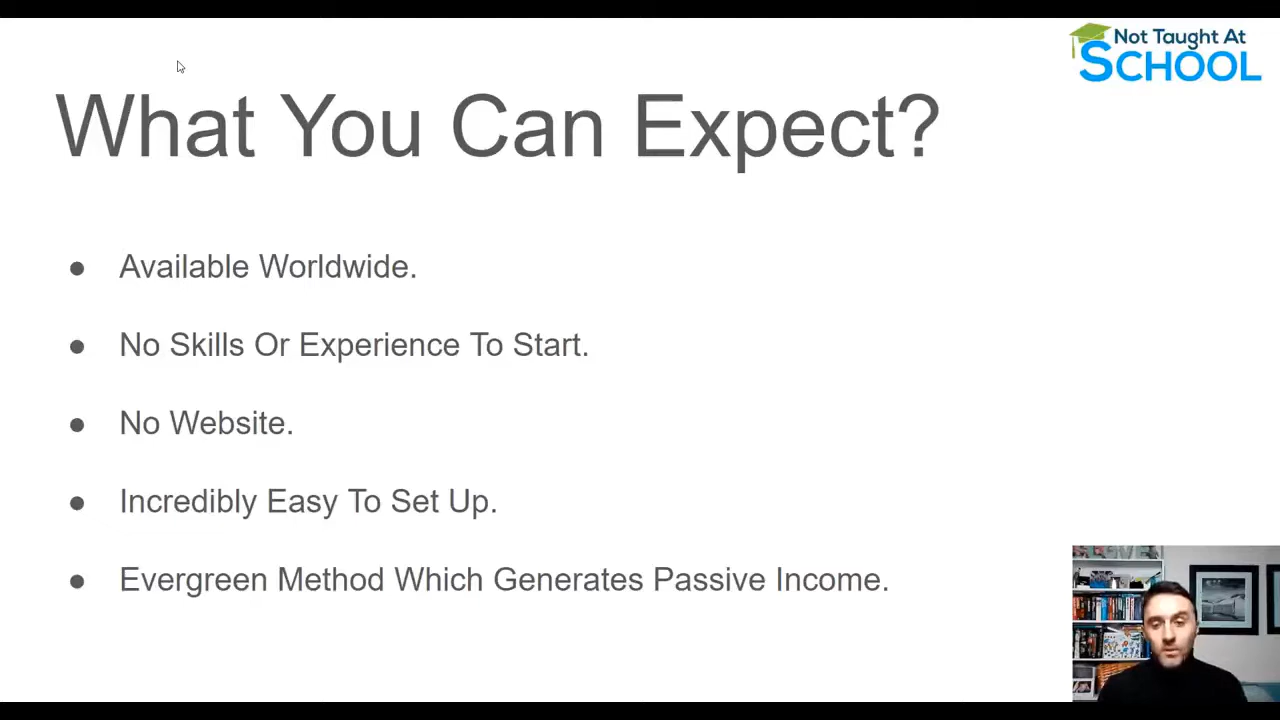 Not Taught At
SCHOOL
What You Can Expect?
● Available Worldwide.
● No Skills Or Experience To Start.
● No Website.
● Incredibly Easy To Set Up.
● Evergreen Method Which Generates Passive Income.